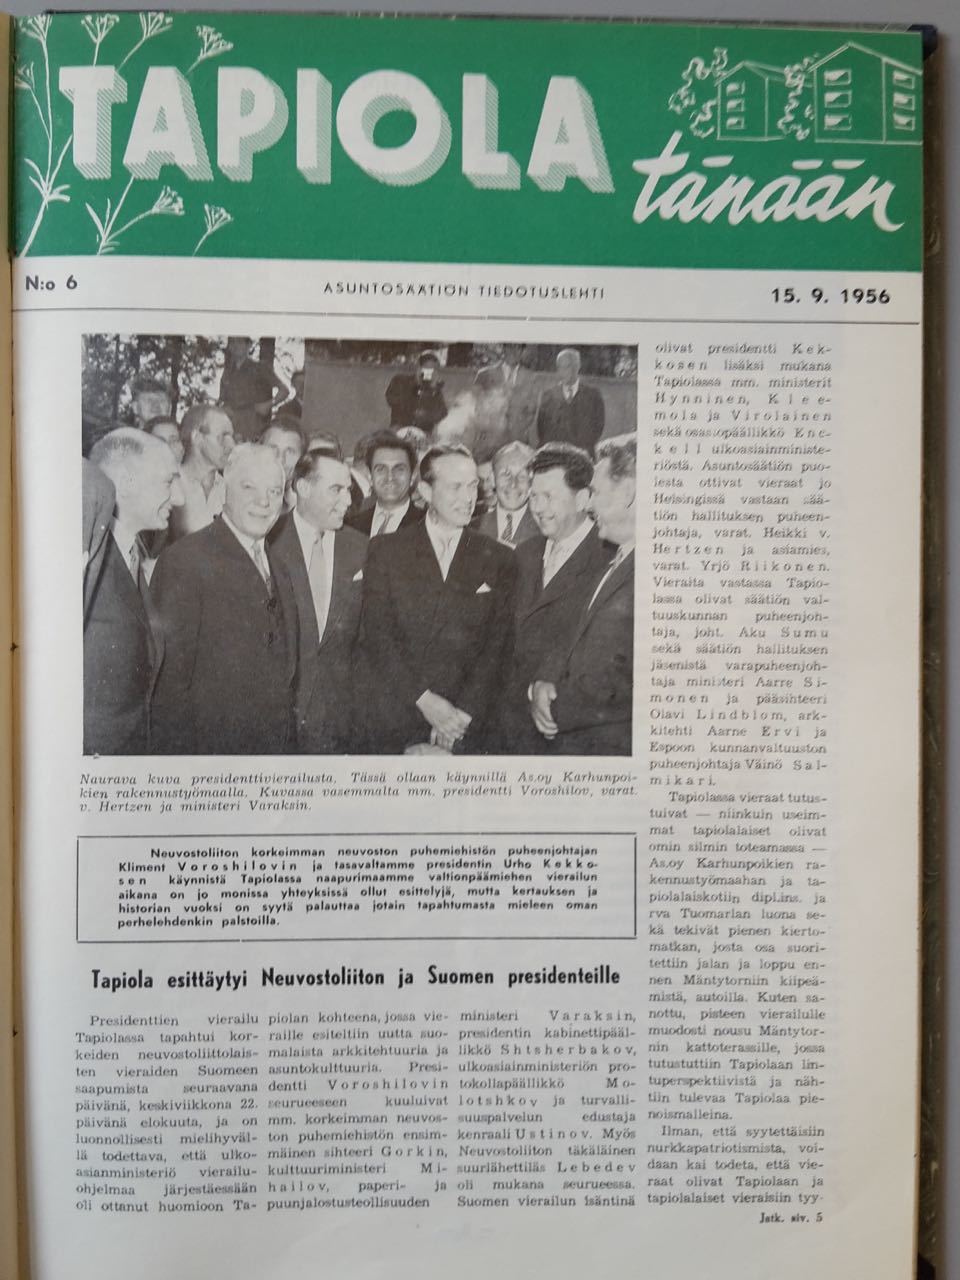 TAPIOLA
tänään
N:o 6
ASUNTOSÄÄTIÖN TIEDOTUSLEHTI
15. 9. 1956
Naurava kuva presidenttivierailusta. Tässä ollaan käynnillä As.oy Karhunpoi-
kien rakennustyömaalla. Kuvassa vasemmalta mm. presidentti Voroshilov, varat.
v. Hertzen ja ministeri Varaksin.
Neuvostoliiton korkeimman neuvoston puhemiehistön puheenjohtajan
Kliment Voroshilovin ja tasavaltamme presidentin Urho Kekko-
sen käynnistä Tapiolassa naapurimaamme valtionpäämiehen vierailun
aikana on jo monissa yhteyksissä ollut esittelyjä, mutta kertauksen ja
historian vuoksi on syytä palauttaa jotain tapahtumasta mieleen oman
perhelehdenkin palstoilla.
Tapiola esittäytyi Neuvostoliiton ja Suomen presidenteille
Presidenttien vierailu
Tapiolassa tapahtui kor-
keiden neuvostoliittolais-
ten vieraiden Suomeen
saapumista seuraavana
päivänä, keskiviikkona 22.
päivänä elokuuta, ja on
luonnollisesti mielihyväl-
lä todettava, että ulko-
asianministeriö vierailu-
ohjelmaa järjestäessään
oli ottanut huomioon Ta-
piolan kohteena, jossa vie-
raille esiteltiin uutta suo-
malaista arkkitehtuuria ja
asuntokulttuuria. Presi-
dentti Voroshilovin
seurueeseen kuuluivat
mm. korkeimman neuvos-
ton puhemiehistön ensim-
mäinen sihteeri Gorkin,
kulttuuriministeri Mi-
hailov, paperi- ja
puunjalostusteollisuuden
ministeri Varaksin,
presidentin kabinettipääl-
likkö Shtsherbakov,
ulkoasiainministeriön pro-
tokollapäällikkö Mo-
lotshkov ja turvalli-
suuspalvelun edustaja
kenraali Ustinov. Myös
Neuvostoliiton täkäläinen
suurlähettiläs Lebedev
oli mukana seurueessa.
Suomen vierailun isäntinä
olivat presidentti Kek-
kosen lisäksi mukana
Tapiolassa mm. ministerit
Hynninen, Klee-
mola ja Virolainen
sekä osastopäällikkö Enc-
kell ulkoasiainministe-
riöstä. Asuntosäätiön puo-
lesta ottivat vieraat jo
Helsingissä vastaan sää-
tiön hallituksen puheen-
johtaja, varat. Heikki v.
Hertzen ja asiamies,
varat. Yrjö Riikonen.
Vieraita vastassa Tapio-
lassa olivat säätiön val-
tuuskunnan puheenjoh-
taja, joht. Aku Sumu
sekä säätiön hallituksen
jäsenistä varapuheenjoh-
taja ministeri Aarre Si-
monen ja pääsihteeri
Olavi Lindblom, ark-
kitehti Aarne Ervi ja
Espoon kunnanvaltuuston
puheenjohtaja Väinö Sal-
mikari.
Tapiolassa vieraat tutus-
tuivat — niinkuin useim-
mat tapiolalaiset olivat
omin silmin toteamassa —
As.oy Karhunpoikien ra-
kennustyömaahan ja ta-
piolalaiskotiin dipl.ins. ja
rva Tuomarlan luona se-
kä tekivät pienen kierto-
matkan, josta osa suori-
tettiin jalan ja loppu en-
nen Mäntytorniin kiipeä-
mistä, autoilla. Kuten sa-
nottu, pisteen vierailulle
muodosti nousu Mäntytor-
nin kattoterassille, jossa
tutustuttiin Tapiolaan lin-
tuperspektiivistä ja näh-
tiin tulevaa Tapiolaa pie-
noismalleina.
Ilman, että syytettäisiin
nurkkapatriotismista, voi-
daan kai todeta, että vie-
raat olivat Tapiolaan ja
tapiolalaiset vieraisiin tyy-
Jatk. siv. 5